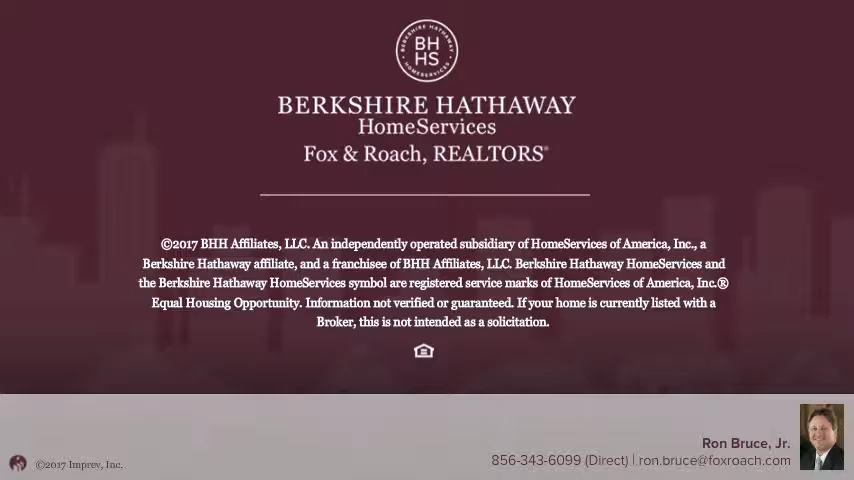 BERKSHIRE HATHAWAY HOMESERVICES
BH
HS
BERKSHIRE HATHAWAY
HomeServices
Fox & Roach, REALTORS®
©2017 BHH Affiliates, LLC. An independently operated subsidiary of HomeServices of America, Inc., a
Berkshire Hathaway affiliate, and a franchisee of BHH Affiliates, LLC. Berkshire Hathaway HomeServices and
the Berkshire Hathaway HomeServices symbol are registered service marks of HomeServices of America, Inc.®
Equal Housing Opportunity. Information not verified or guaranteed. If your home is currently listed with a
Broker, this is not intended as a solicitation.
Ron Bruce, Jr.
856-343-6099 (Direct) | ron.bruce@foxroach.com
©2017 Imprev, Inc.